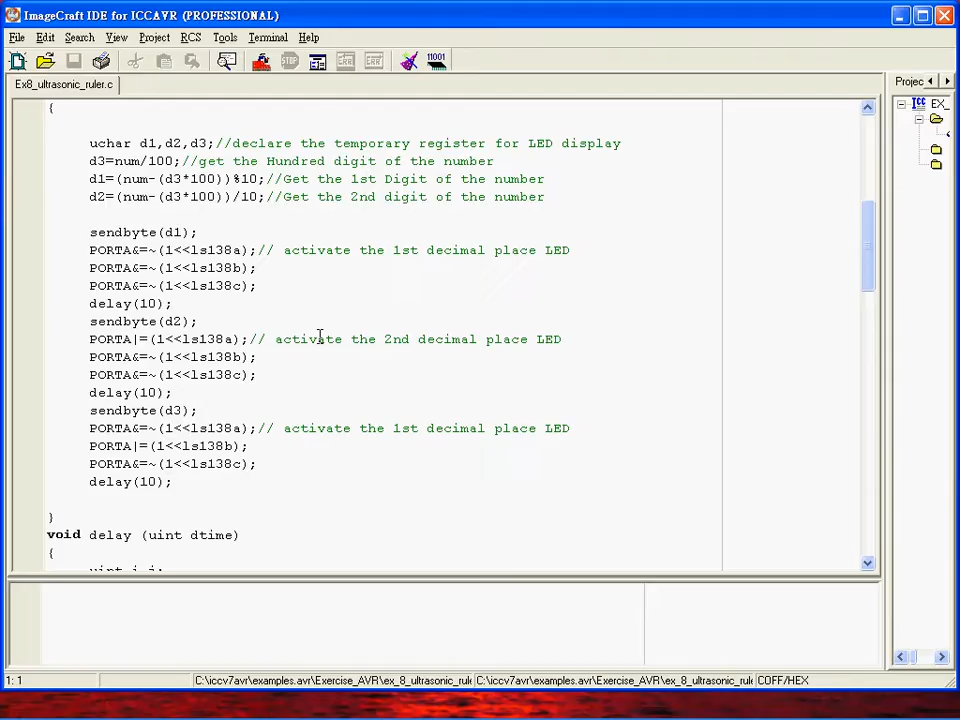 ImageCraft IDE for ICCAVR (PROFESSIONAL)
File Edit Search View Project RCS Tools Terminal Help
Ex8_ultrasonic_ruler.c
Projec
EX_
{
uchar d1,d2,d3;//declare the temporary register for LED display
d3=num/100;//get the Hundred digit of the number
d1=(num-(d3*100))%10;//Get the 1st Digit of the number
d2=(num-(d3*100))/10;//Get the 2nd digit of the number
sendbyte(d1);
PORTA&=~(1<<ls138a);// activate the 1st decimal place LED
PORTA&=~(1<<ls138b);
PORTA&=~(1<<ls138c);
delay(10);
sendbyte(d2);
PORTA|=(1<<ls138a);// activate the 2nd decimal place LED
PORTA&=~(1<<ls138b);
PORTA&=~(1<<ls138c);
delay(10);
sendbyte(d3);
PORTA&=~(1<<ls138a);// activate the 1st decimal place LED
PORTA|=(1<<ls138b);
PORTA&=~(1<<ls138c);
delay(10);
}
void delay (uint dtime)
{
uint i,j;
1: 1 C:\iccv7avr\examples.avr\Exercise_AVR\ex_8_ultrasonic_rule C:\iccv7avr\examples.avr\Exercise_AVR\ex_8_ultrasonic_rule COFF/HEX